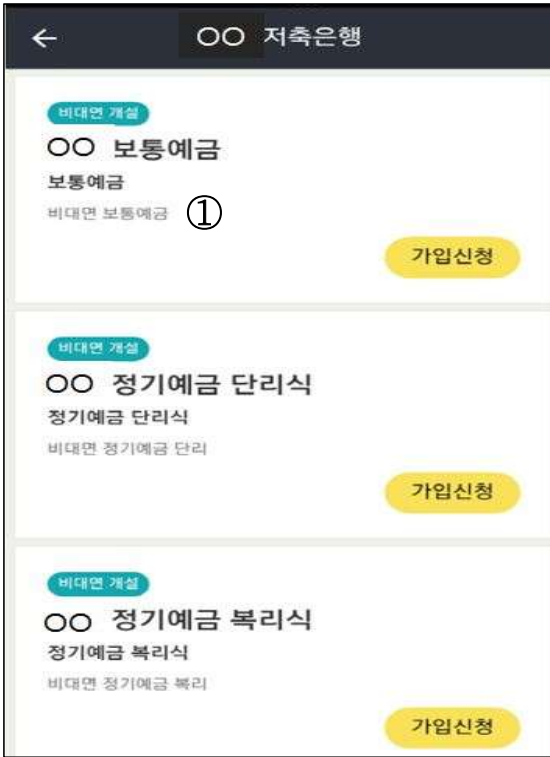 ← ○○ 저축은행
비대면 개설
○○ 보통예금
보통예금
비대면 보통예금 ①
가입신청
비대면 개설
○○ 정기예금 단리식
정기예금 단리식
비대면 정기예금 단리
가입신청
비대면 개설
○○ 정기예금 복리식
정기예금 복리식
비대면 정기예금 복리
가입신청